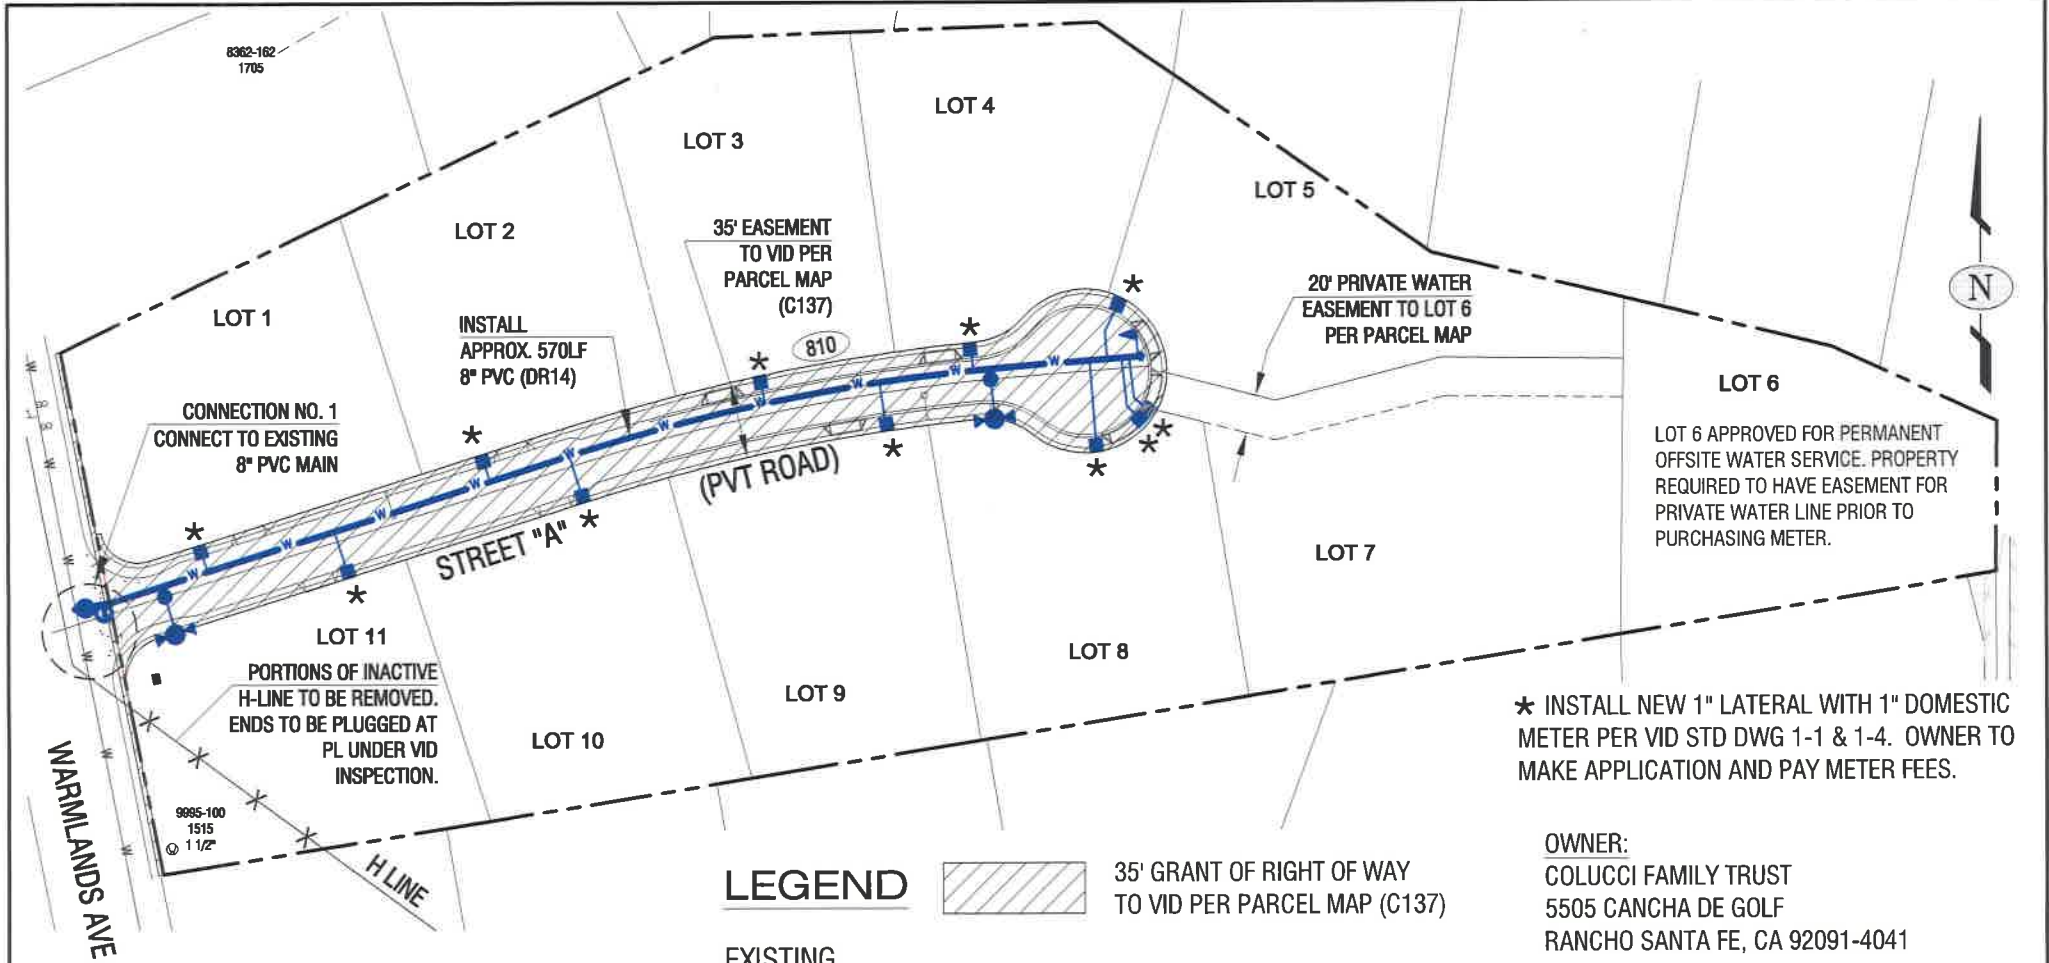 8362-162
1705
LOT 4
LOT 3
LOT 5
LOT 2
35' EASEMENT
TO VID PER
PARCEL MAP
(C137)
LOT 1
INSTALL
APPROX. 570LF
8" PVC (DR14)
810
20' PRIVATE WATER
EASEMENT TO LOT 6
PER PARCEL MAP
N
LOT 6
CONNECTION NO. 1
CONNECT TO EXISTING
8" PVC MAIN
LOT 6 APPROVED FOR PERMANENT
OFFSITE WATER SERVICE. PROPERTY
REQUIRED TO HAVE EASEMENT FOR
PRIVATE WATER LINE PRIOR TO
PURCHASING METER.
(PVT ROAD)
STREET "A"
LOT 7
LOT 11
LOT 8
PORTIONS OF INACTIVE
H-LINE TO BE REMOVED.
ENDS TO BE PLUGGED AT
PL UNDER VID
INSPECTION.
LOT 9
LOT 10
* INSTALL NEW 1" LATERAL WITH 1" DOMESTIC
METER PER VID STD DWG 1-1 & 1-4. OWNER TO
MAKE APPLICATION AND PAY METER FEES.
WARMLANDS AVE
9995-100
1515
1 1/2"
H LINE
LEGEND
35' GRANT OF RIGHT OF WAY
TO VID PER PARCEL MAP (C137)
OWNER:
COLUCCI FAMILY TRUST
5505 CANCHA DE GOLF
RANCHO SANTA FE, CA 92091-4041
EXISTING